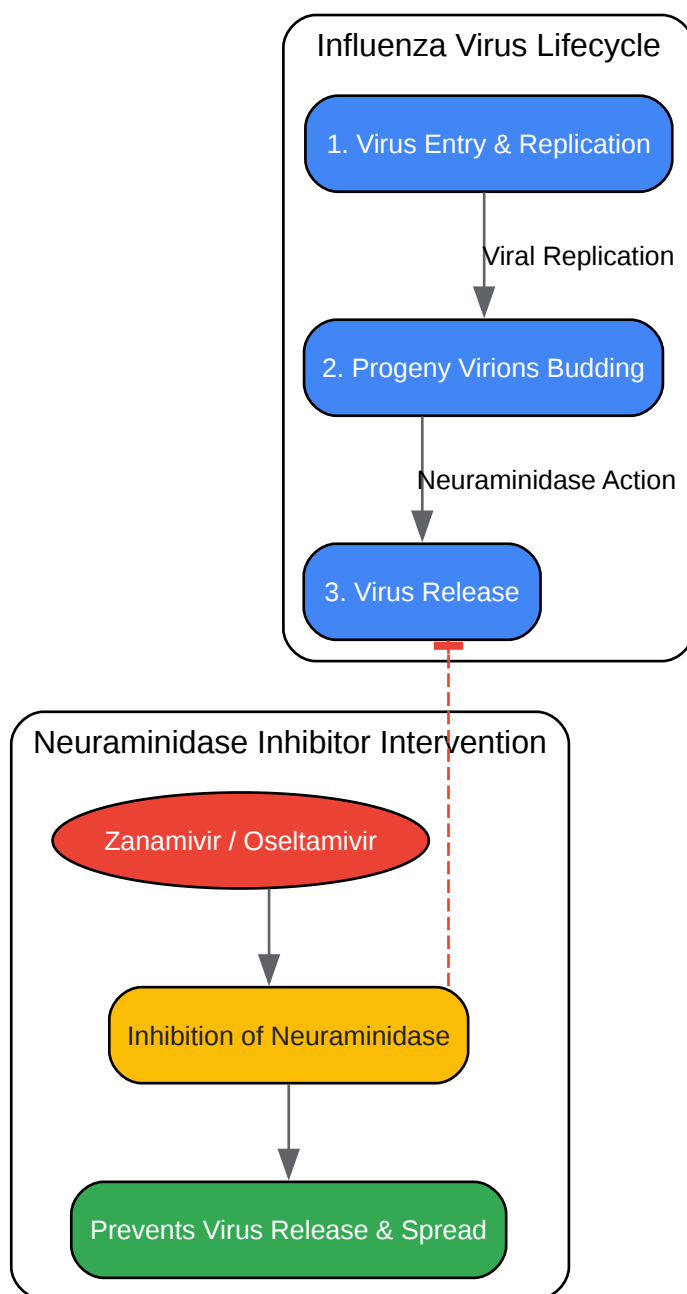 Influenza Virus Lifecycle
1. Virus Entry & Replication
Viral Replication
2. Progeny Virions Budding
Neuraminidase Action
3. Virus Release
Neuraminidase Inhibitor Intervention
Zanamivir / Oseltamivir
Inhibition of Neuraminidase
Prevents Virus Release & Spread